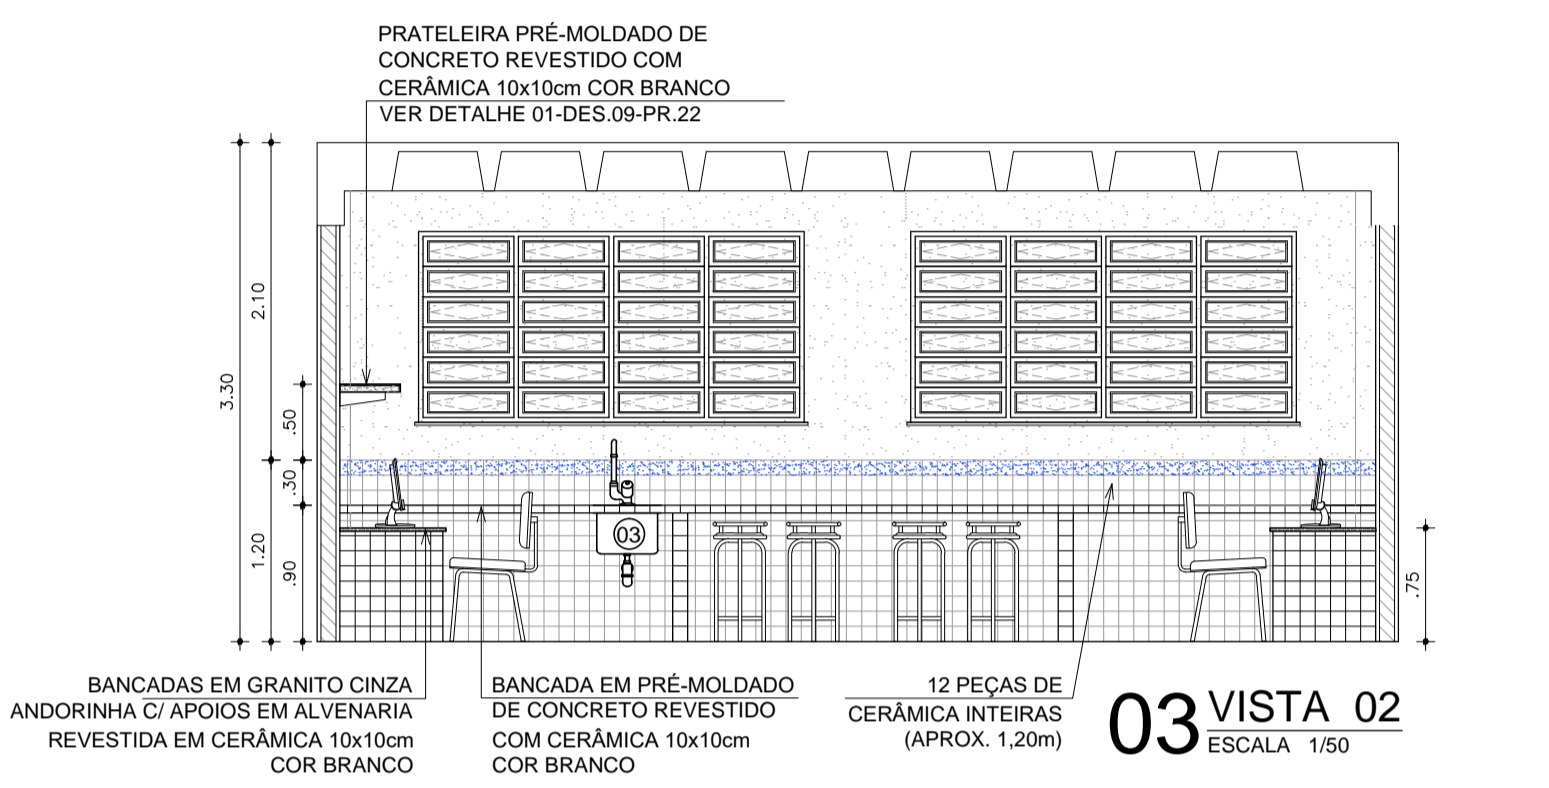 PRATELEIRA PRÉ-MOLDADO DE
CONCRETO REVESTIDO COM
CERÂMICA 10x10cm COR BRANCO
VER DETALHE 01-DES.09-PR.22
2.10
3.30
.50
.30
1.20
.90
03
.75
BANCADAS EM GRANITO CINZA
ANDORINHA C/ APOIOS EM ALVENARIA
REVESTIDA EM CERÂMICA 10x10cm
COR BRANCO
BANCADA EM PRÉ-MOLDADO
DE CONCRETO REVESTIDO
COM CERÂMICA 10x10cm
COR BRANCO
12 PEÇAS DE
CERÂMICA INTEIRAS
(APROX. 1,20m)
03 VISTA 02
ESCALA 1/50